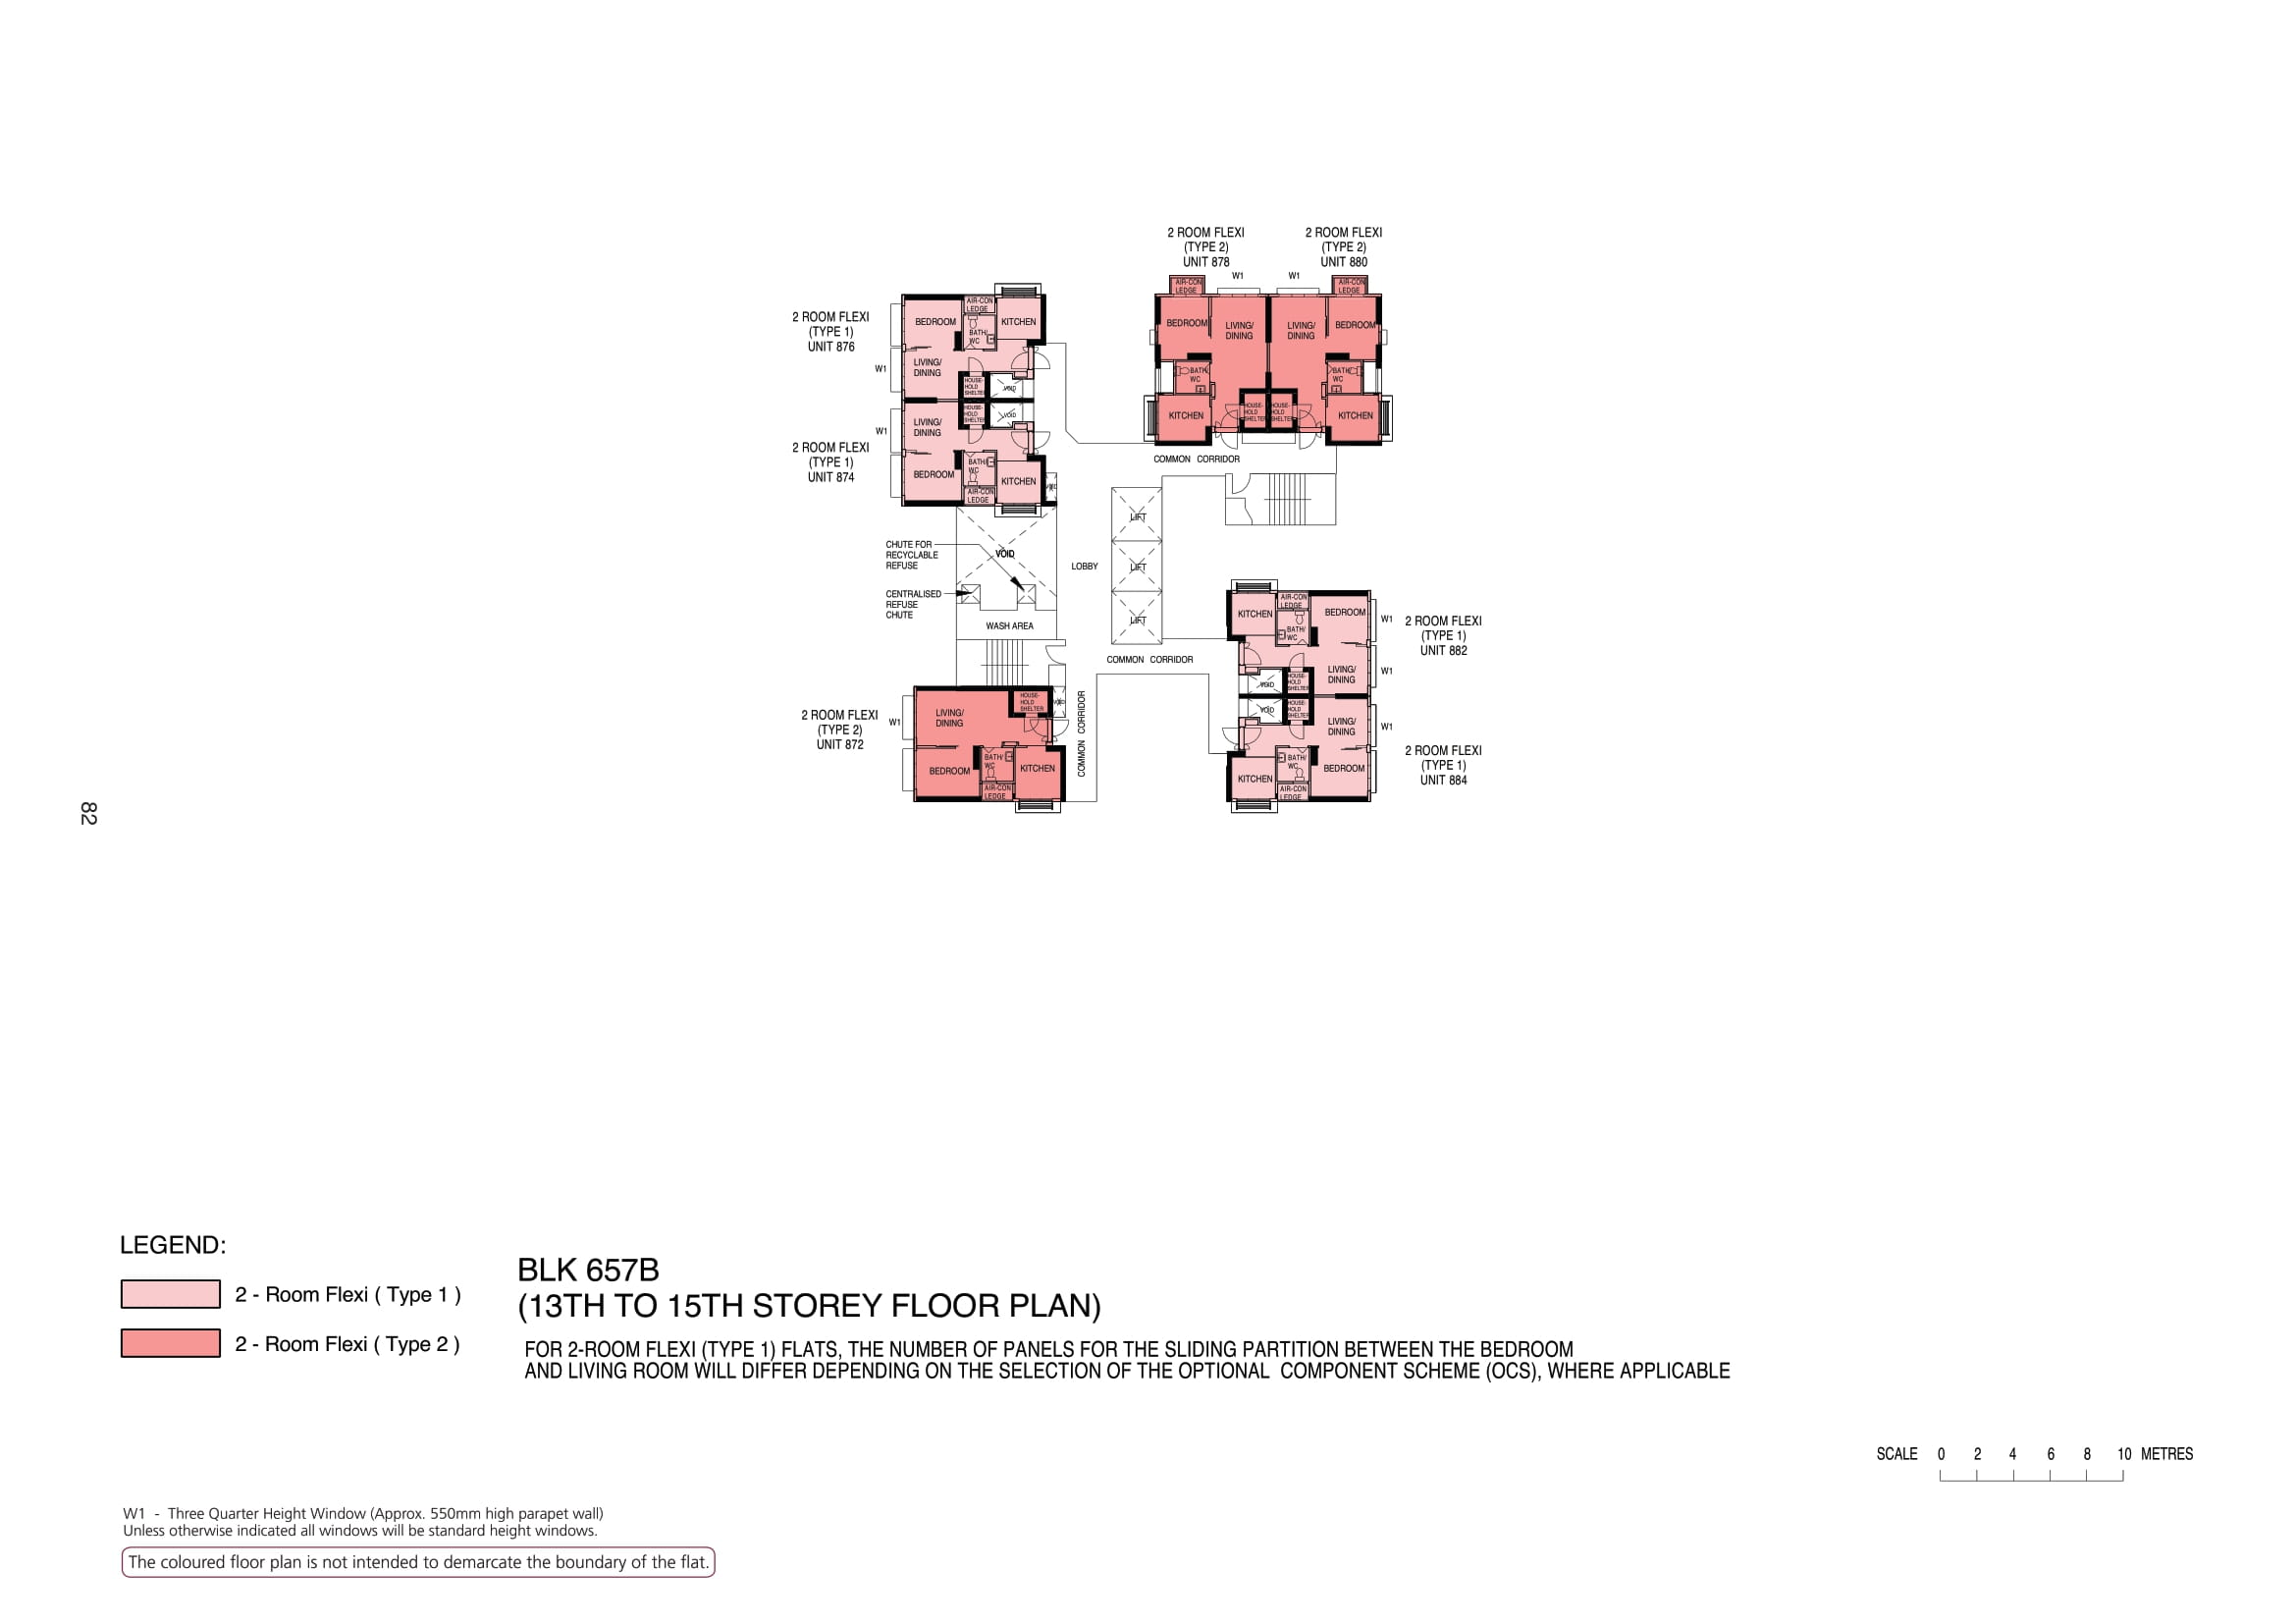 2 ROOM FLEXI
(TYPE 2)
UNIT 878
2 ROOM FLEXI
(TYPE 2)
UNIT 880
W1
W1
AIR-CON
LEDGE
AIR-CON
LEDGE
BEDROOM
LIVING/
DINING
LIVING/
DINING
BEDROOM
BATH/
WC
BATH/
WC
KITCHEN
HOUSE-
HOLD
SHELTER
HOUSE-
HOLD
SHELTER
KITCHEN
COMMON CORRIDOR
2 ROOM FLEXI
(TYPE 1)
UNIT 876
W1
AIR-CON
LEDGE
BEDROOM
KITCHEN
BATH/
WC
LIVING/
DINING
HOUSE-
HOLD
SHELTER
VOID
2 ROOM FLEXI
(TYPE 1)
UNIT 874
W1
HOUSE-
HOLD
SHELTER
VOID
LIVING/
DINING
BATH/
WC
BEDROOM
KITCHEN
AIR-CON
LEDGE
VOID
CHUTE FOR
RECYCLABLE
REFUSE
VOID
CENTRALISED
REFUSE
CHUTE
WASH AREA
LOBBY
LIFT
LIFT
LIFT
COMMON CORRIDOR
COMMON CORRIDOR
2 ROOM FLEXI
(TYPE 2)
UNIT 872
W1
LIVING/
DINING
HOUSE-
HOLD
SHELTER
VOID
BEDROOM
BATH/
WC
KITCHEN
AIR-CON
LEDGE
KITCHEN
AIR-CON
LEDGE
BEDROOM
BATH/
WC
LIVING/
DINING
VOID
HOUSE-
HOLD
SHELTER
W1
W1
2 ROOM FLEXI
(TYPE 1)
UNIT 882
VOID
HOUSE-
HOLD
SHELTER
LIVING/
DINING
W1
BATH/
WC
KITCHEN
BEDROOM
AIR-CON
LEDGE
2 ROOM FLEXI
(TYPE 1)
UNIT 884
82
LEGEND:
2 - Room Flexi ( Type 1 )
2 - Room Flexi ( Type 2 )
BLK 657B
(13TH TO 15TH STOREY FLOOR PLAN)
FOR 2-ROOM FLEXI (TYPE 1) FLATS, THE NUMBER OF PANELS FOR THE SLIDING PARTITION BETWEEN THE BEDROOM
AND LIVING ROOM WILL DIFFER DEPENDING ON THE SELECTION OF THE OPTIONAL COMPONENT SCHEME (OCS), WHERE APPLICABLE
SCALE 0 2 4 6 8 10 METRES
W1 - Three Quarter Height Window (Approx. 550mm high parapet wall)
Unless otherwise indicated all windows will be standard height windows.
The coloured floor plan is not intended to demarcate the boundary of the flat.